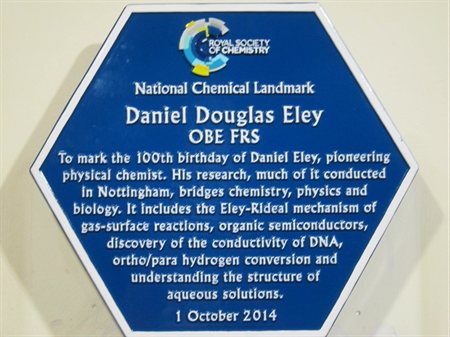 ROYAL SOCIETY
OF CHEMISTRY
National Chemical Landmark
Daniel Douglas Eley
OBE FRS
To mark the 100th birthday of Daniel Eley, pioneering
physical chemist. His research, much of it conducted
in Nottingham, bridges chemistry, physics and
biology. It includes the Eley-Rideal mechanism of
gas-surface reactions, organic semiconductors,
discovery of the conductivity of DNA,
ortho/para hydrogen conversion and
understanding the structure of
aqueous solutions.
1 October 2014